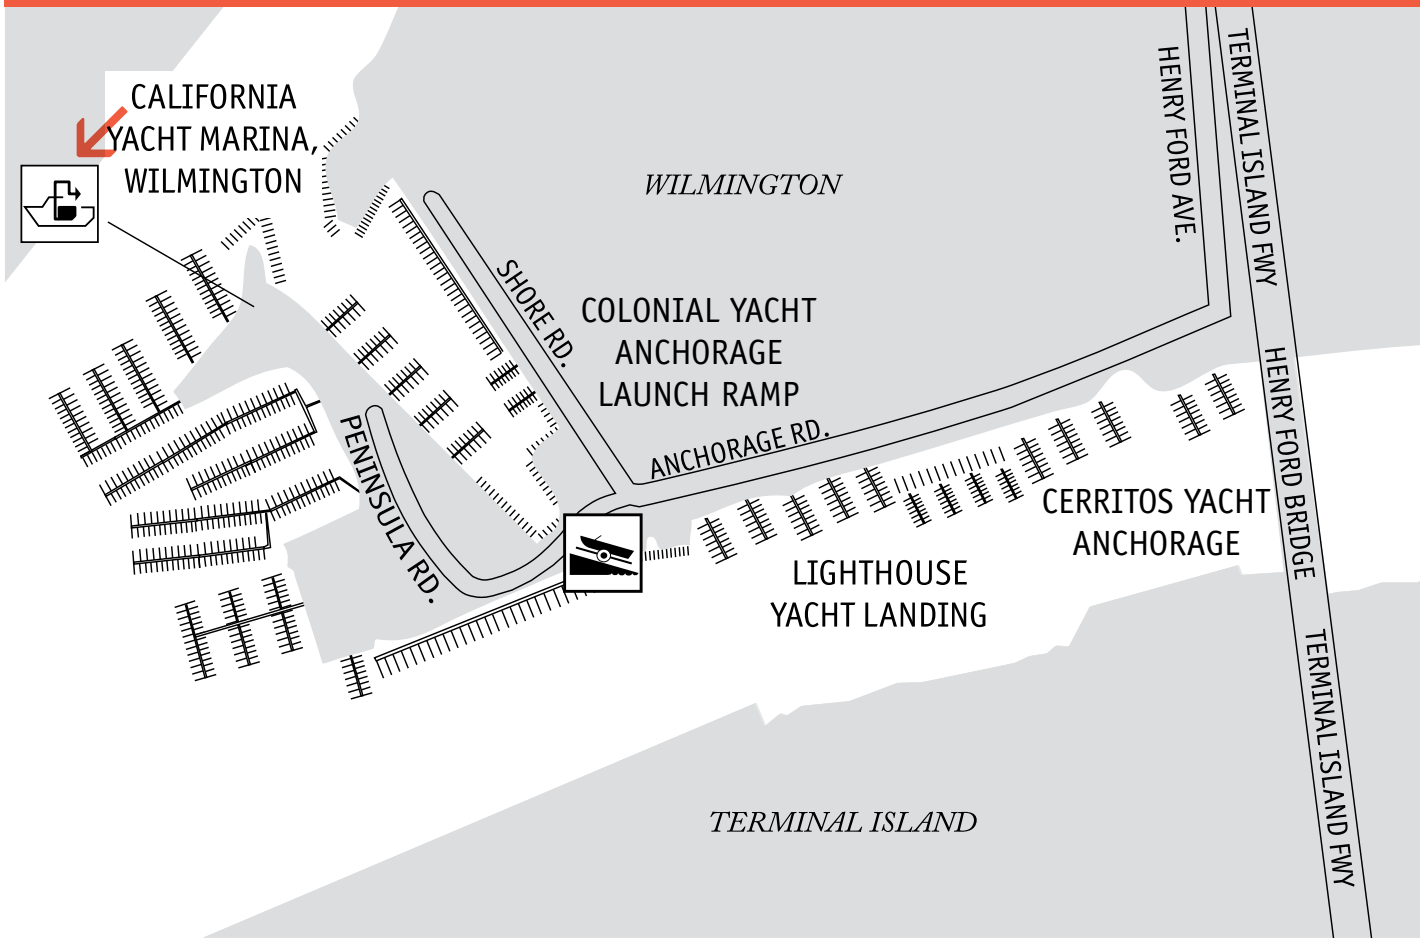 CALIFORNIA
YACHT MARINA,
WILMINGTON
WILMINGTON
HENRY FORD AVE.
TERMINAL ISLAND FWY
SHORE RD.
COLONIAL YACHT
ANCHORAGE
LAUNCH RAMP
ANCHORAGE RD.
PENINSULA RD.
HENRY FORD BRIDGE
CERRITOS YACHT
ANCHORAGE
LIGHTHOUSE
YACHT LANDING
TERMINAL ISLAND FWY
TERMINAL ISLAND